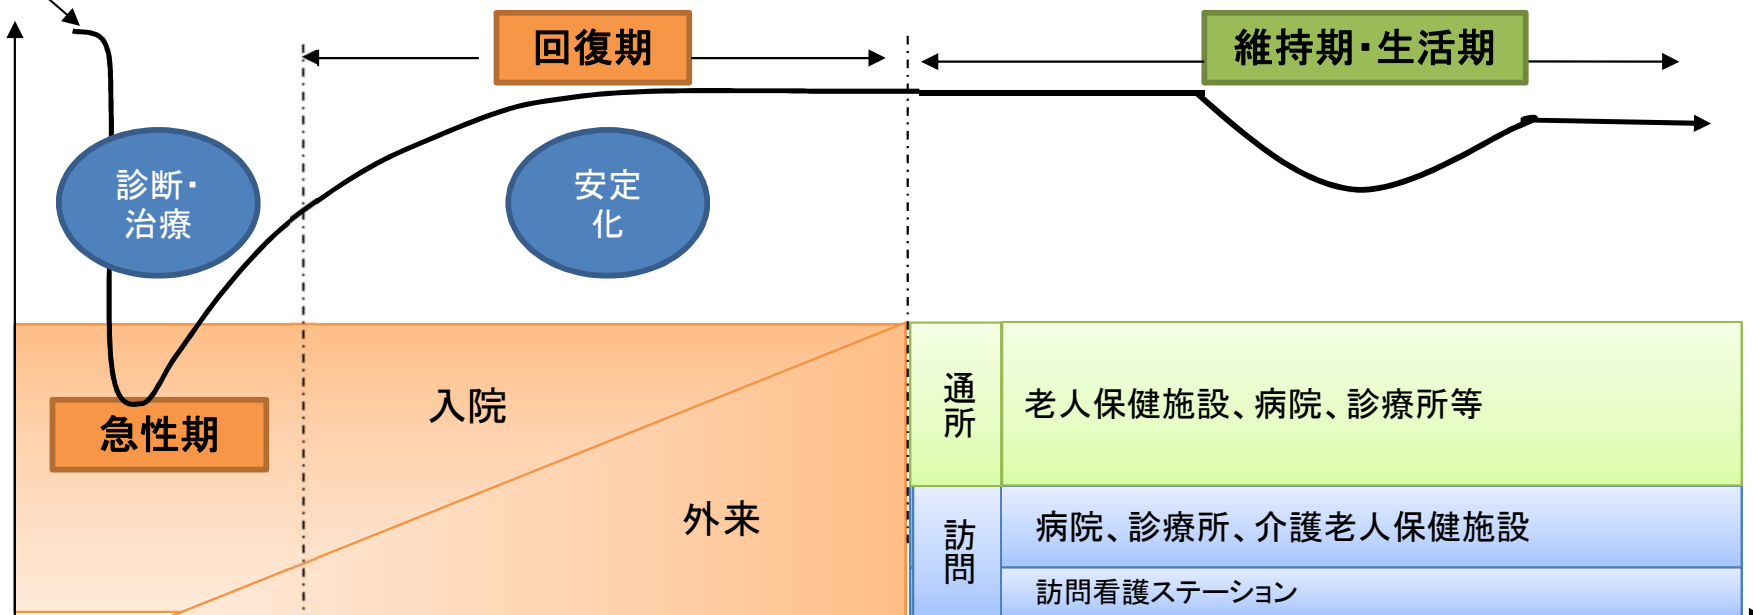 回復期
維持期・生活期
診断・
治療
安定
化
急性期
入院
外来
通所
老人保健施設、病院、診療所等
訪問
病院、診療所、介護老人保健施設
訪問看護ステーション